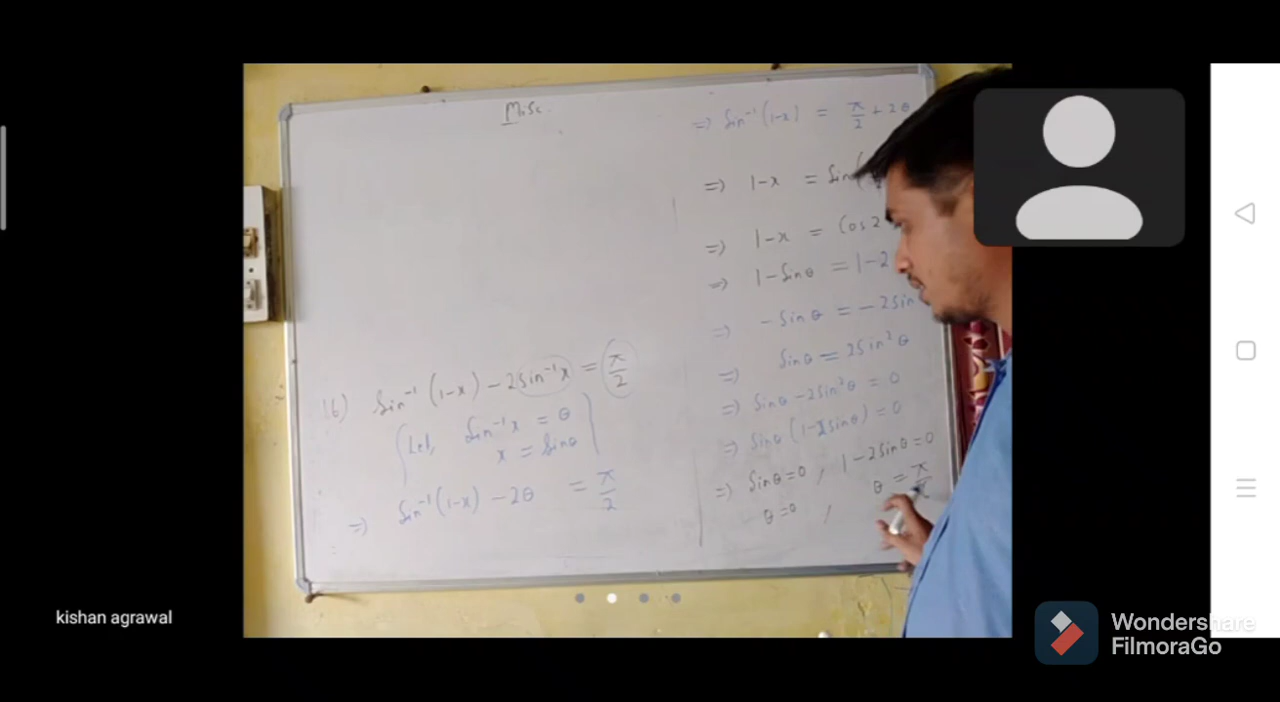 Misc.
16) Sin⁻¹(1-x) - 2Sin⁻¹x = π/2
Let, Sin⁻¹x = θ
x = Sinθ
=) Sin⁻¹(1-x) - 2θ = π/2
=) Sin⁻¹(1-x) = π/2 + 2θ
=) 1-x = Sin(
=) 1-x = Cos2
=) 1-Sinθ = 1-2
=) -Sinθ = -2Sin
=) Sinθ = 2Sin²θ
=) Sinθ-2Sin²θ = 0
=) Sinθ(1-2Sinθ)=0
=) Sinθ=0, 1-2Sinθ=0
θ=0, θ = π
kishan agrawal
Wondershare
FilmoraGo